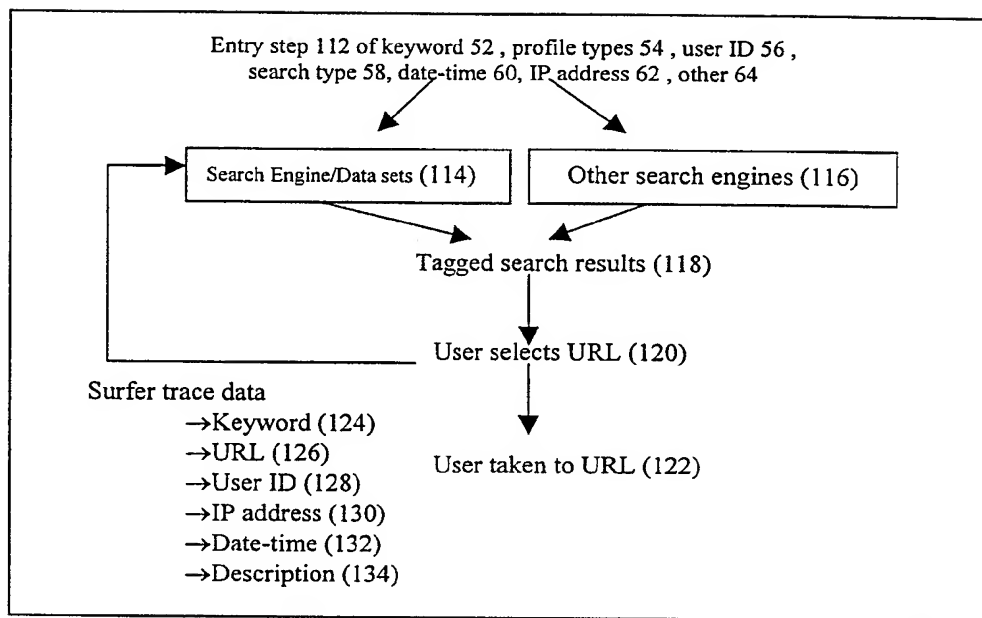 Entry step 112 of keyword 52 , profile types 54 , user ID 56 ,
search type 58, date-time 60, IP address 62 , other 64
Search Engine/Data sets (114)
Other search engines (116)
Tagged search results (118)
User selects URL (120)
Surfer trace data
→Keyword (124)
→URL (126)
User taken to URL (122)
→User ID (128)
→IP address (130)
→Date-time (132)
→Description (134)